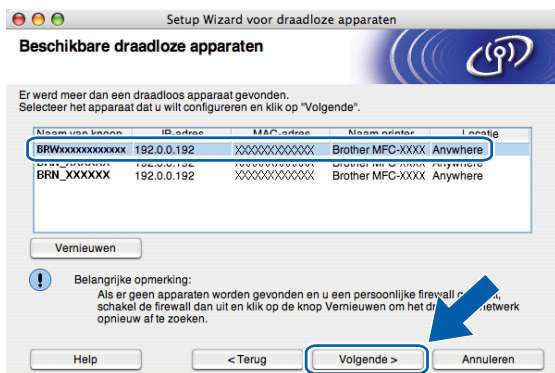 Setup Wizard voor draadloze apparaten
Beschikbare draadloze apparaten
Er werd meer dan een draadloos apparaat gevonden.
Selecteer het apparaat dat u wilt configureren en klik op "Volgende".
Naam van knoop IP-adres MAC-adres Naam printer Locatie
BRWxxxxxxxxxxxx 192.0.0.192 XXXXXXXXXXXX Brother MFC-XXXX Anywhere
BRN_XXXXXX 192.0.0.192 XXXXXXXXXXXX Brother MFC-XXXX Anywhere
BRN_XXXXXX 192.0.0.192 XXXXXXXXXXXX Brother MFC-XXXX Anywhere
Vernieuwen
Belangrijke opmerking:
Als er geen apparaten worden gevonden en u een persoonlijke firewall
schakel de firewall dan uit en klik op de knop Vernieuwen om het
opnieuw af te zoeken.
Help < Terug Volgende > Annuleren